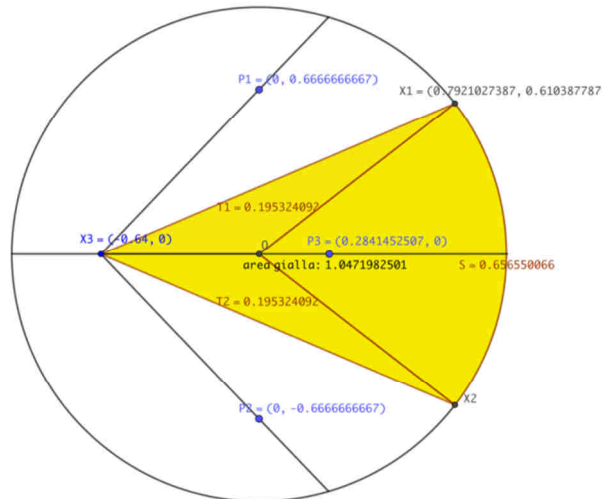 P1 = (0, 0.6666666667)
X1 = (0.7921027387, 0.610387787
T1 = 0.195324092
X3 = (-0.64, 0)
O
P3 = (0.2841452507, 0)
area gialla: 1.0471982501
S = 0.656550066
T2 = 0.195324092
P2 = (0, -0.6666666667)
X2